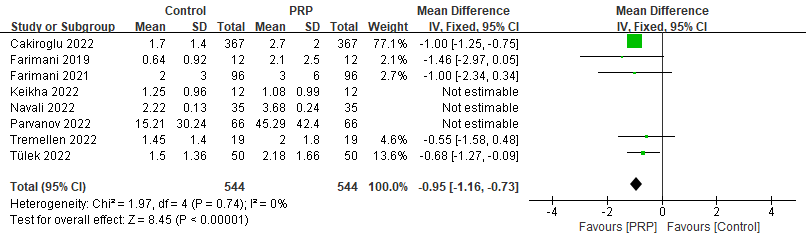 Control PRP Mean Difference Mean Difference
Study or Subgroup Mean SD Total Mean SD Total Weight IV, Fixed, 95% CI IV, Fixed, 95% CI
Cakiroglu 2022 1.7 1.4 367 2.7 2 367 77.1% -1.00 [-1.25, -0.75]
Farimani 2019 0.64 0.92 12 2.1 2.5 12 2.1% -1.46 [-2.97, 0.05]
Farimani 2021 2 3 96 3 6 96 2.7% -1.00 [-2.34, 0.34]
Keikha 2022 1.25 0.96 12 1.08 0.99 12 Not estimable
Navali 2022 2.22 0.13 35 3.68 0.24 35 Not estimable
Parvanov 2022 15.21 30.24 66 45.29 42.4 66 Not estimable
Tremellen 2022 1.45 1.4 19 2 1.8 19 4.6% -0.55 [-1.58, 0.48]
Tülek 2022 1.5 1.36 50 2.18 1.66 50 13.6% -0.68 [-1.27, -0.09]
Total (95% CI) 544 544 100.0% -0.95 [-1.16, -0.73]
Heterogeneity: Chi² = 1.97, df = 4 (P = 0.74); I² = 0%
Test for overall effect: Z = 8.45 (P < 0.00001)
-4 -2 0 2 4
Favours [PRP] Favours [Control]